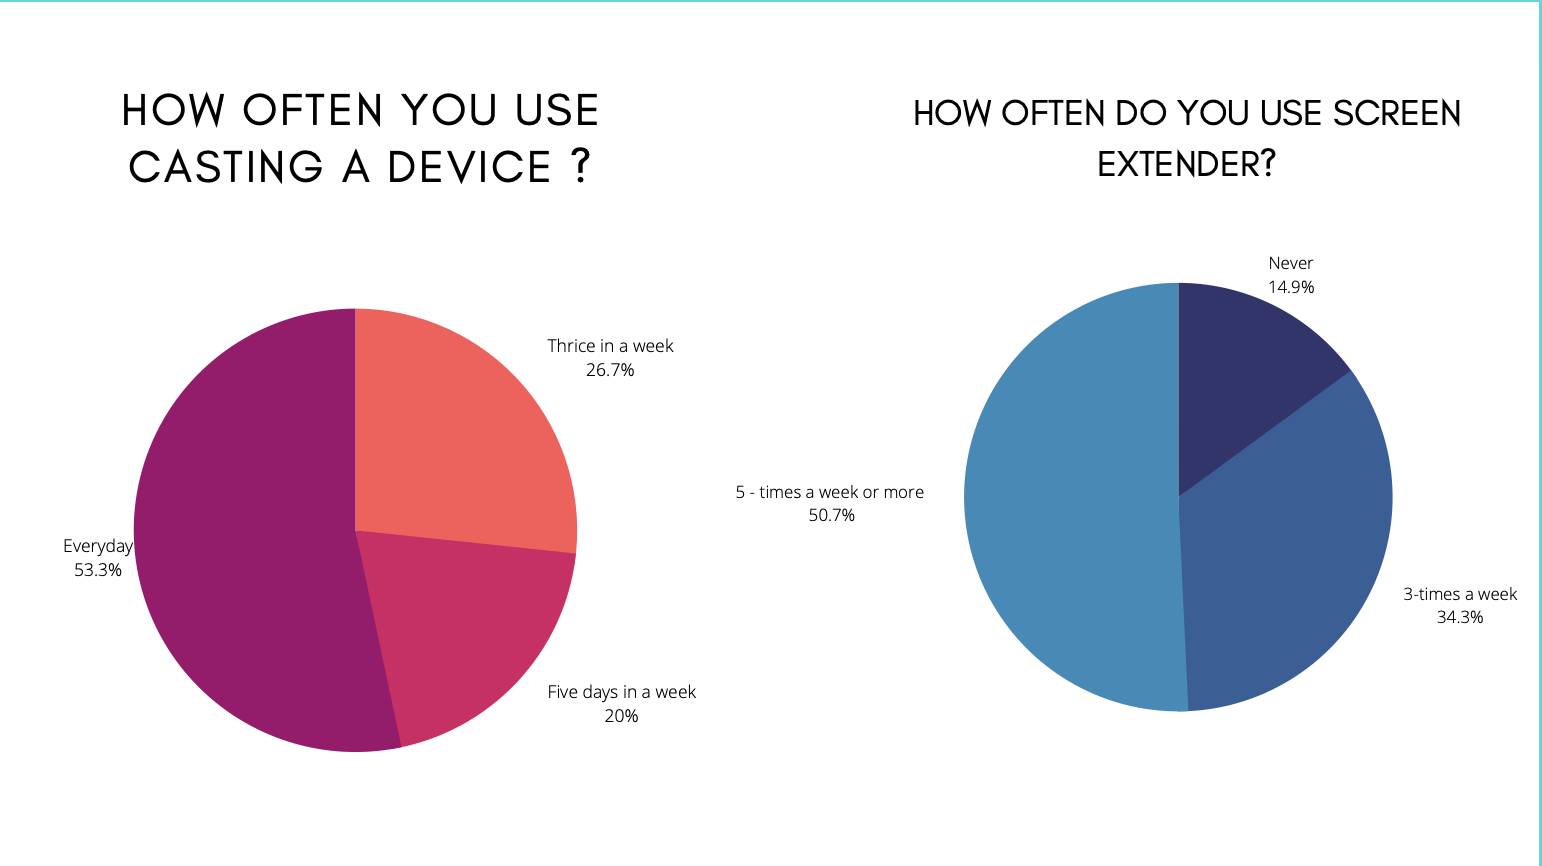 HOW OFTEN YOU USE
CASTING A DEVICE ?
Thrice in a week
26.7%
Everyday
53.3%
Five days in a week
20%
HOW OFTEN DO YOU USE SCREEN
EXTENDER?
Never
14.9%
5 - times a week or more
50.7%
3-times a week
34.3%